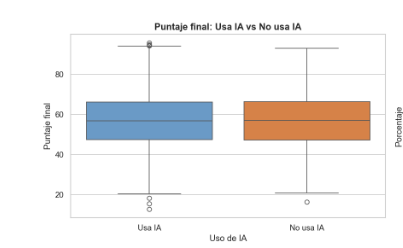 Puntaje final: Usa IA vs No usa IA
Puntaje final
80
60
40
20
Usa IA
No usa IA
Uso de IA
Porcentaje